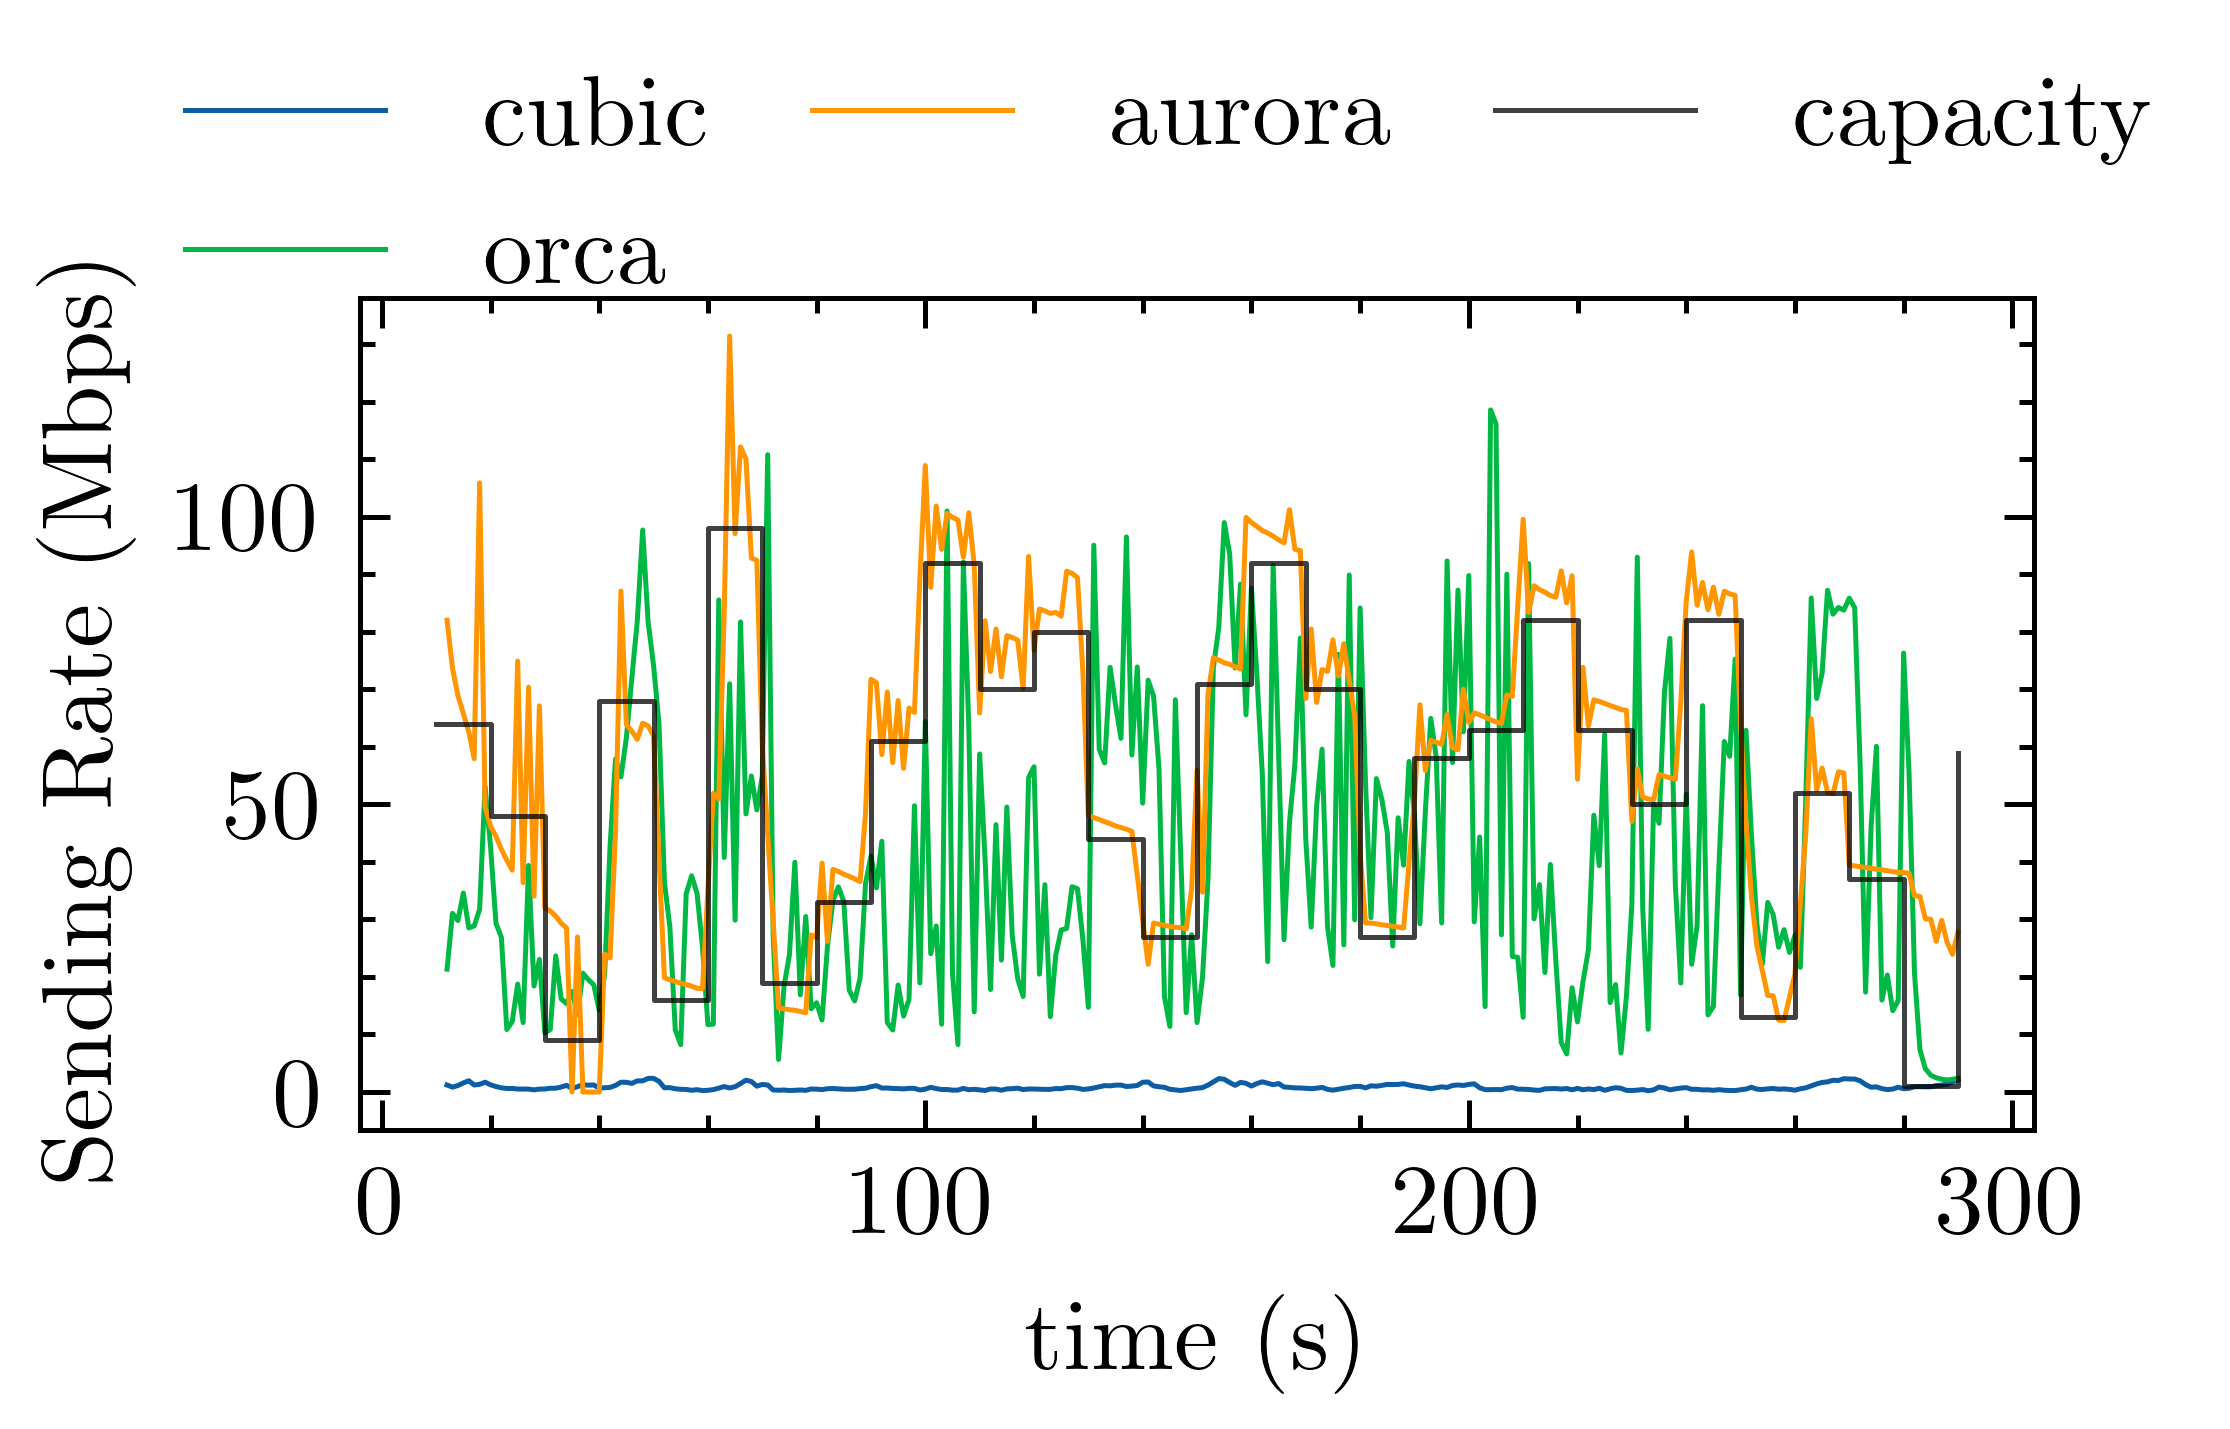 cubic
aurora
capacity
orca
Sending Rate (Mbps)
100
50
0
0
100
200
300
time (s)